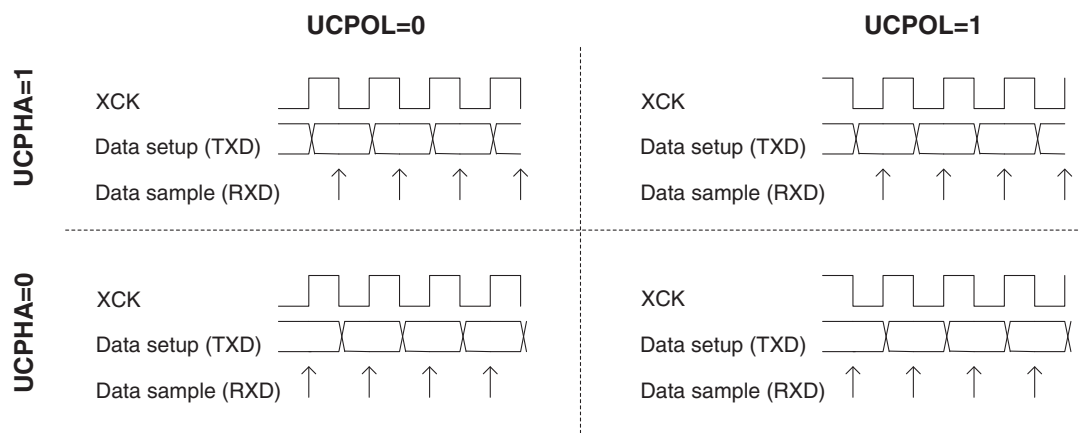 UCPOL=0
UCPOL=1
UCPHA=1
XCK
Data setup (TXD)
Data sample (RXD)
XCK
Data setup (TXD)
Data sample (RXD)
UCPHA=0
XCK
Data setup (TXD)
Data sample (RXD)
XCK
Data setup (TXD)
Data sample (RXD)